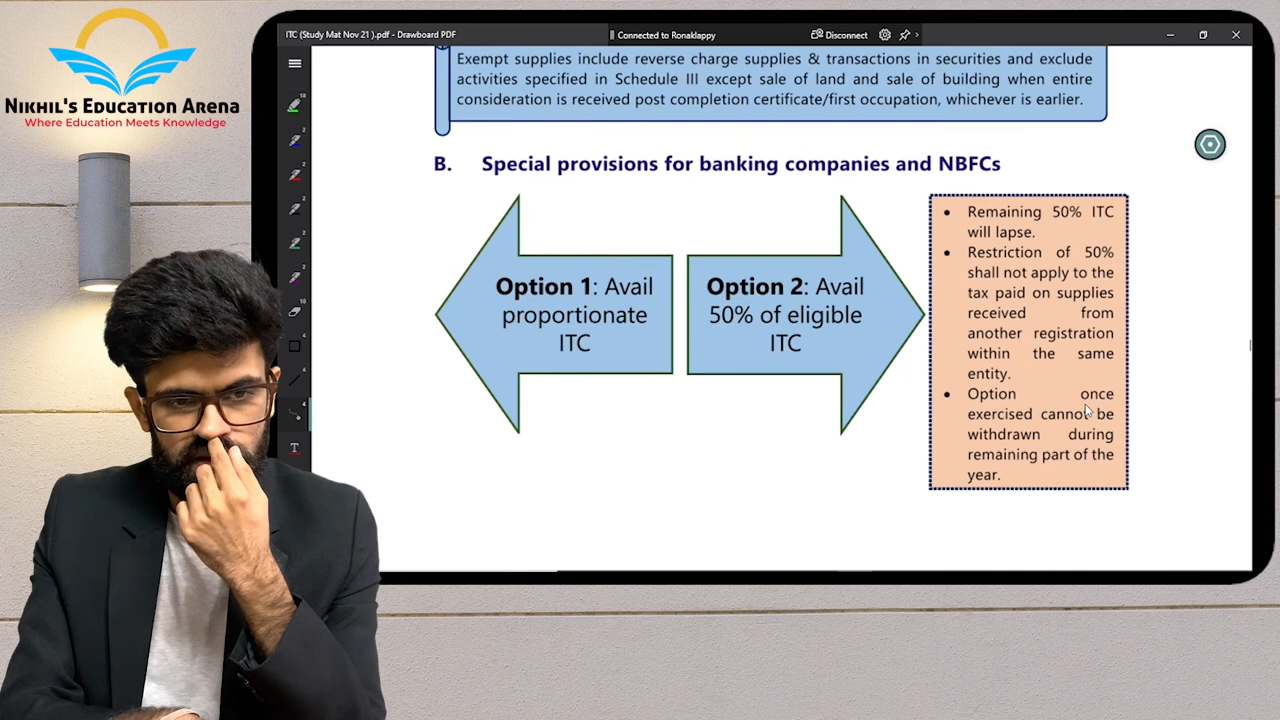 ITC (Study Mat Nov 21 ).pdf - Drawboard PDF
Connected to Ronaklappy
Disconnect
NIKHIL's EDUCATION ARENA
Where Education Meets Knowledge
Exempt supplies include reverse charge supplies & transactions in securities and exclude
activities specified in Schedule III except sale of land and sale of building when entire
consideration is received post completion certificate/first occupation, whichever is earlier.
B. Special provisions for banking companies and NBFCs
Option 1: Avail
proportionate
ITC
Option 2: Avail
50% of eligible
ITC
• Remaining 50% ITC
will lapse.
• Restriction of 50%
shall not apply to the
tax paid on supplies
received from
another registration
within the same
entity.
• Option once
exercised cannot be
withdrawn during
remaining part of the
year.
T